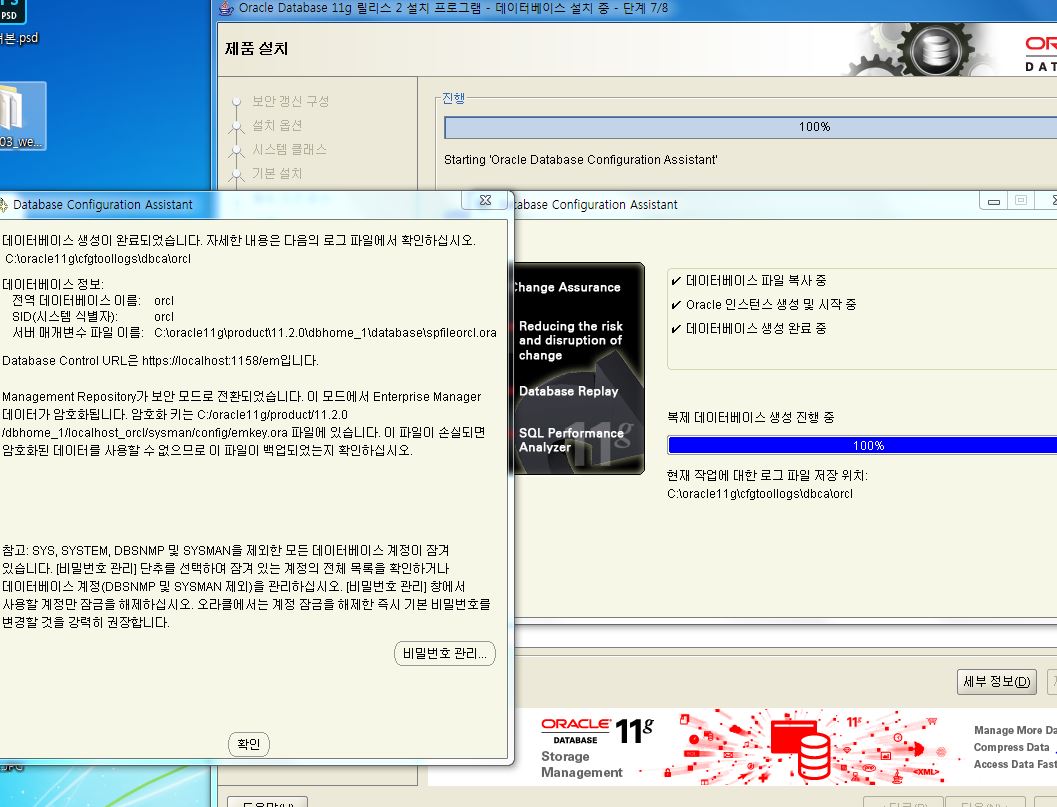 PSD
본.psd
03_we...
Oracle Database 11g 릴리스 2 설치 프로그램 - 데이터베이스 설치 중 - 단계 7/8
제품 설치
보안 갱신 구성
설치 옵션
시스템 클래스
기본 설치
진행
100%
Starting 'Oracle Database Configuration Assistant'
Database Configuration Assistant
데이터베이스 생성이 완료되었습니다. 자세한 내용은 다음의 로그 파일에서 확인하십시오.
C:\oracle11g\cfgtoollogs\dbca\orcl
데이터베이스 정보:
전역 데이터베이스 이름: orcl
SID(시스템 식별자): orcl
서버 매개변수 파일 이름: C:\oracle11g\product\11.2.0\dbhome_1\database\spfileorcl.ora
Database Control URL은 https://localhost:1158/em입니다.
Management Repository가 보안 모드로 전환되었습니다. 이 모드에서 Enterprise Manager
데이터가 암호화됩니다. 암호화 키는 C:/oracle11g/product/11.2.0
/dbhome_1/localhost_orcl/sysman/config/emkey.ora 파일에 있습니다. 이 파일이 손실되면
암호화된 데이터를 사용할 수 없으므로 이 파일이 백업되었는지 확인하십시오.
참고: SYS, SYSTEM, DBSNMP 및 SYSMAN을 제외한 모든 데이터베이스 계정이 잠겨
있습니다. [비밀번호 관리] 단추를 선택하여 잠겨 있는 계정의 전체 목록을 확인하거나
데이터베이스 계정(DBSNMP 및 SYSMAN 제외)을 관리하십시오. [비밀번호 관리] 창에서
사용할 계정만 잠금을 해제하십시오. 오라클에서는 계정 잠금을 해제한 즉시 기본 비밀번호를
변경할 것을 강력히 권장합니다.
비밀번호 관리...
확인
tabase Configuration Assistant
Change Assurance
Reducing the risk
and disruption of
change
Database Replay
SQL Performance
Analyzer
11g
✔ 데이터베이스 파일 복사 중
✔ Oracle 인스턴스 생성 및 시작 중
✔ 데이터베이스 생성 완료 중
복제 데이터베이스 생성 진행 중
100%
현재 작업에 대한 로그 파일 저장 위치:
C:\oracle11g\cfgtoollogs\dbca\orcl
세부 정보(D)
ORACLE 11g
DATABASE
Storage
Management
11g
<XML>
Manage More Da
Compress Data
Access Data Fast